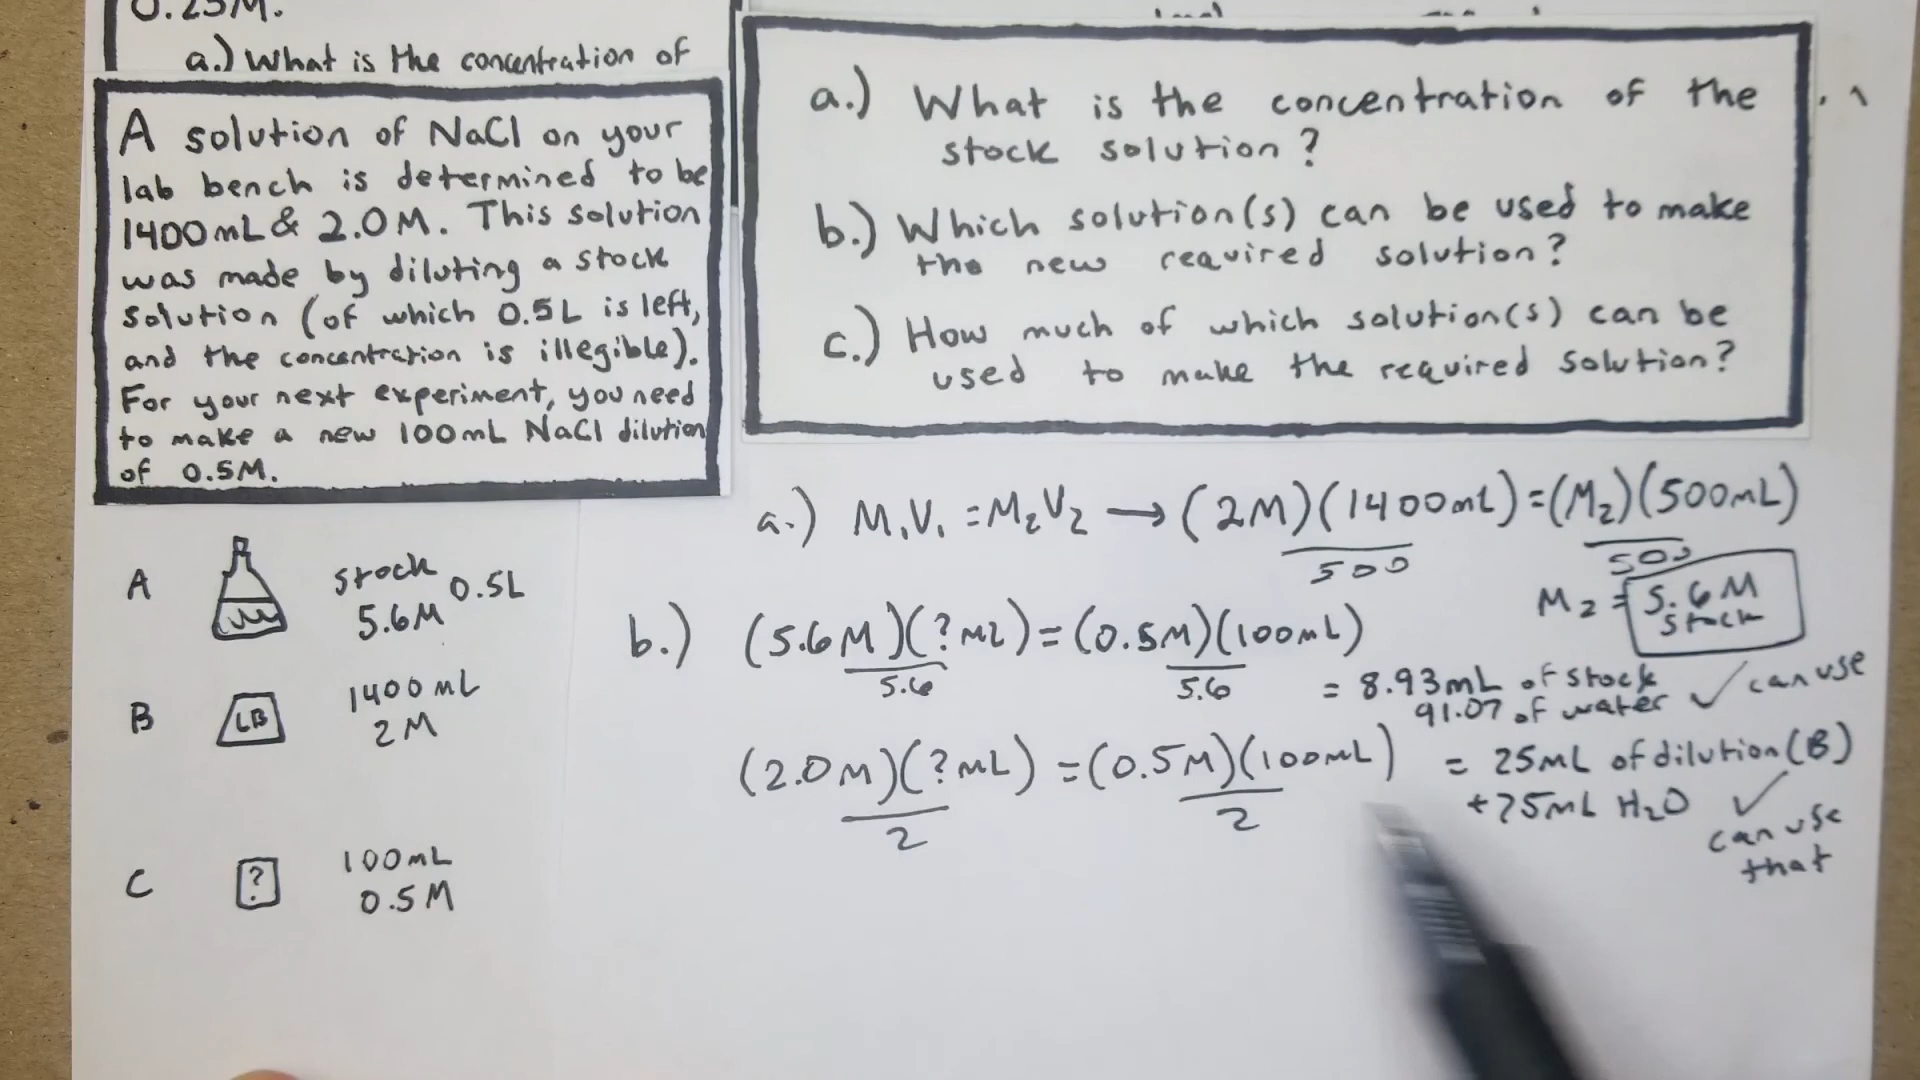 0.25M.
a.) What is the concentration of
A solution of NaCl on your
lab bench is determined to be
1400mL & 2.0M. This solution
was made by diluting a stock
solution (of which 0.5L is left,
and the concentration is illegible).
For your next experiment, you need
to make a new 100mL NaCl dilution
of 0.5M.
a.) What is the concentration of the
stock solution?
b.) Which solution(s) can be used to make
the new required solution?
c.) How much of which solution(s) can be
used to make the required solution?
a.) M₁V₁ = M₂V₂ → (2M)(1400mL) = (M₂)(500mL)
500 500
M₂ = 5.6M
stock
A stock 0.5L
5.6M
B LB 1400mL
2M
C ? 100mL
0.5M
b.) (5.6M)(?mL) = (0.5M)(100mL)
5.6 5.6
= 8.93mL of stock
91.07 of water ✓ can use
(2.0M)(?mL) = (0.5M)(100mL)
2 2
= 25mL of dilution (B)
+75mL H₂O ✓
can use
that